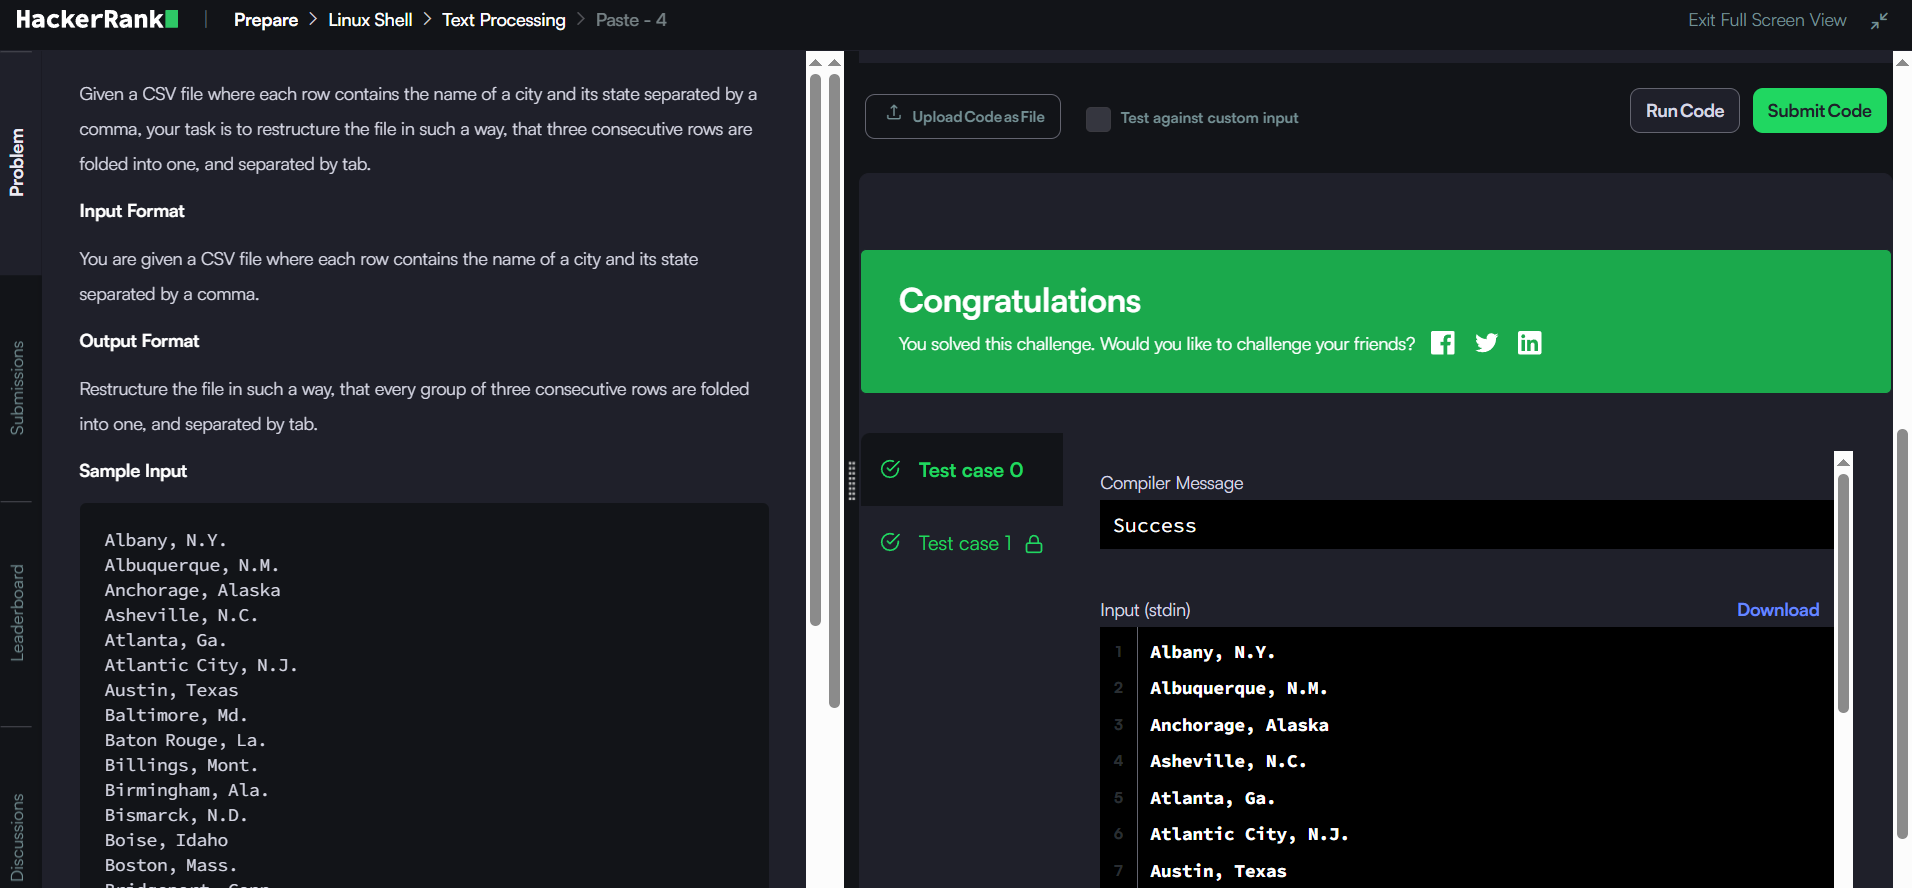 HackerRank
Prepare > Linux Shell > Text Processing > Paste - 4
Exit Full Screen View
Problem
Submissions
Leaderboard
Discussions
Given a CSV file where each row contains the name of a city and its state separated by a
comma, your task is to restructure the file in such a way, that three consecutive rows are
folded into one, and separated by tab.
Input Format
You are given a CSV file where each row contains the name of a city and its state
separated by a comma.
Output Format
Restructure the file in such a way, that every group of three consecutive rows are folded
into one, and separated by tab.
Sample Input
Albany, N.Y.
Albuquerque, N.M.
Anchorage, Alaska
Asheville, N.C.
Atlanta, Ga.
Atlantic City, N.J.
Austin, Texas
Baltimore, Md.
Baton Rouge, La.
Billings, Mont.
Birmingham, Ala.
Bismarck, N.D.
Boise, Idaho
Boston, Mass.
Upload Code as File
Test against custom input
Run Code
Submit Code
Congratulations
You solved this challenge. Would you like to challenge your friends?
Test case 0
Test case 1
Compiler Message
Success
Input (stdin)
Download
1 Albany, N.Y.
2 Albuquerque, N.M.
3 Anchorage, Alaska
4 Asheville, N.C.
5 Atlanta, Ga.
6 Atlantic City, N.J.
7 Austin, Texas